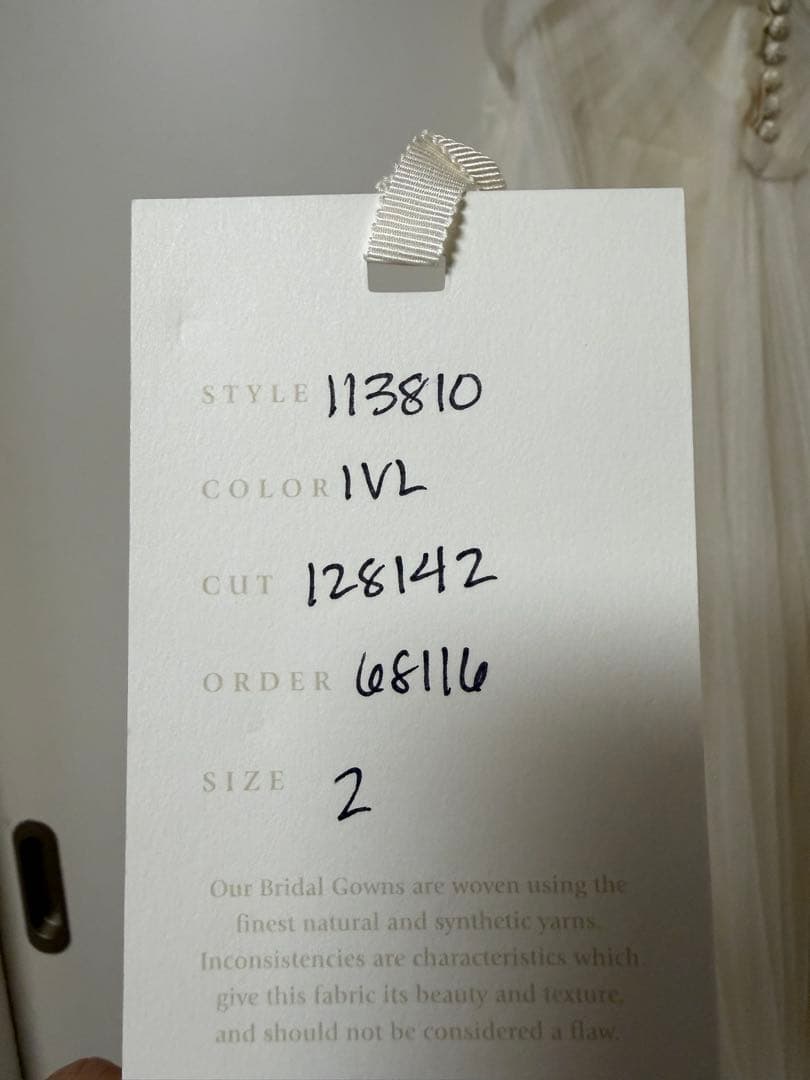 STYLE 113810
COLOR IVL
CUT 128142
ORDER 68116
SIZE 2
Our Bridal Gowns are woven using the
finest natural and synthetic yarns.
Inconsistencies are characteristics which
give this fabric its beauty and texture,
and should not be considered a flaw.